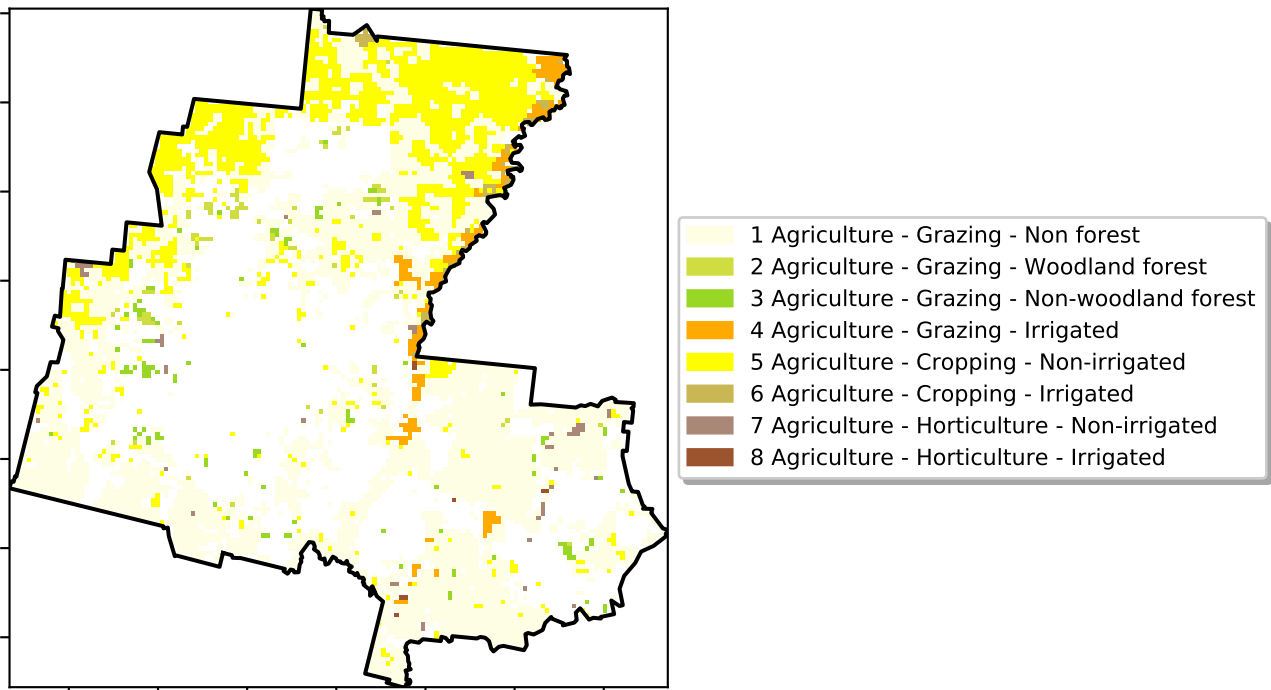 1 Agriculture - Grazing - Non forest
2 Agriculture - Grazing - Woodland forest
3 Agriculture - Grazing - Non-woodland forest
4 Agriculture - Grazing - Irrigated
5 Agriculture - Cropping - Non-irrigated
6 Agriculture - Cropping - Irrigated
7 Agriculture - Horticulture - Non-irrigated
8 Agriculture - Horticulture - Irrigated